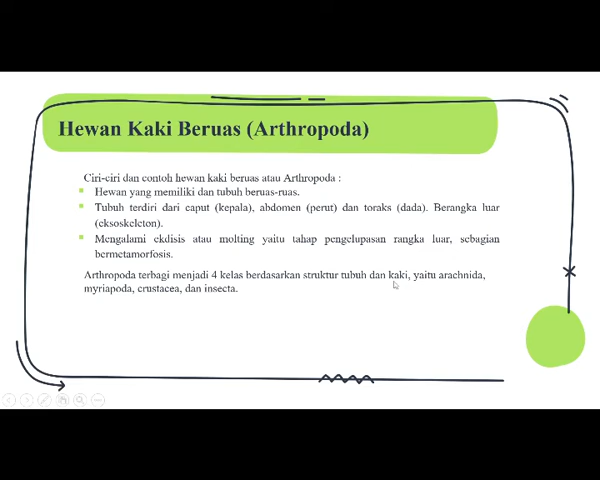 Hewan Kaki Beruas (Arthropoda)
Ciri-ciri dan contoh hewan kaki beruas atau Arthropoda :
Hewan yang memiliki dan tubuh beruas-ruas.
Tubuh terdiri dari caput (kepala), abdomen (perut) dan toraks (dada). Berangka luar
(eksoskeleton).
Mengalami ekdisis atau molting yaitu tahap pengelupasan rangka luar, sebagian
bermetamorfosis.
Arthropoda terbagi menjadi 4 kelas berdasarkan struktur tubuh dan kaki, yaitu arachnida,
myriapoda, crustacea, dan insecta.